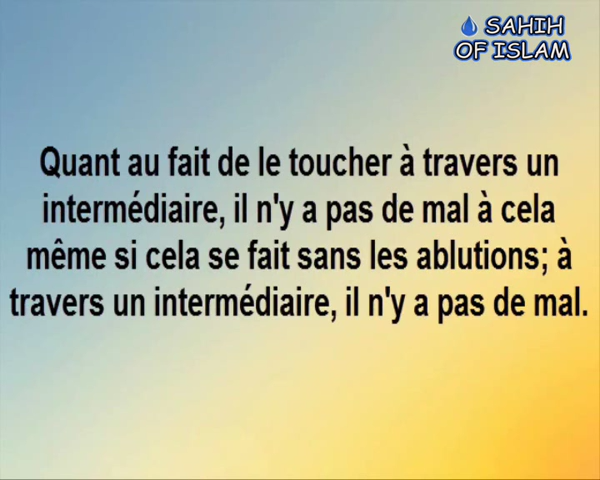 SAHIH
OF ISLAM
Quant au fait de le toucher à travers un
intermédiaire, il n'y a pas de mal à cela
même si cela se fait sans les ablutions; à
travers un intermédiaire, il n'y a pas de mal.